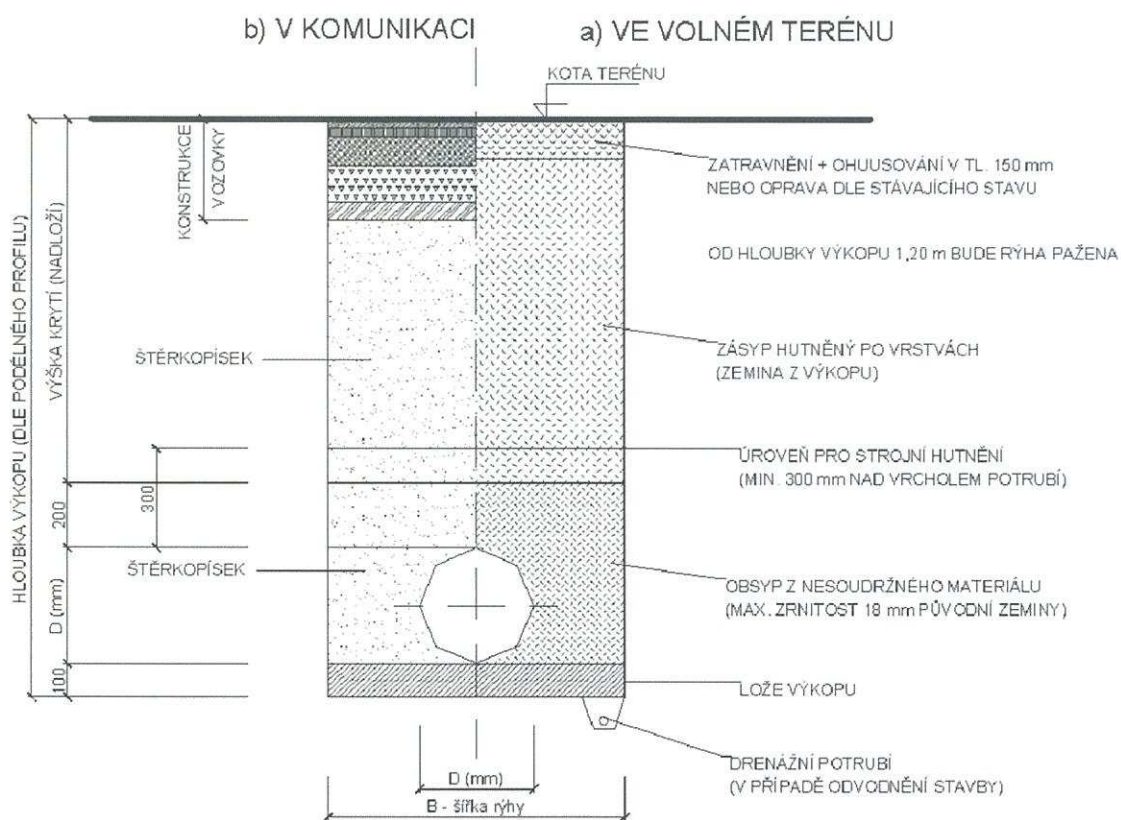 b) V KOMUNIKACI
a) VE VOLNÉM TERÉNU
KOTA TERÉNU
HLOUBKA VÝKOPU (DLE PODÉLNÉHO PROFILU)
VÝŠKA KRYTÍ (NADLOŽÍ)
KONSTRUKCE
VOZOVKY
ZATRAVNĚNÍ + OHUUSOVÁNÍ V TL. 150 mm
NEBO OPRAVA DLE STÁVAJÍCÍHO STAVU
OD HLOUBKY VÝKOPU 1,20 m BUDE RÝHA PAŽENA
ŠTĚRKOPÍSEK
ZÁSYP HUTNĚNÝ PO VRSTVÁCH
(ZEMINA Z VÝKOPU)
ÚROVEŇ PRO STROJNÍ HUTNĚNÍ
(MIN. 300 mm NAD VRCHOLEM POTRUBÍ)
300
200
ŠTĚRKOPÍSEK
OBSYP Z NESOUDRŽNÉHO MATERIÁLU
(MAX. ZRNITOST 18 mm PŮVODNÍ ZEMINY)
D (mm)
100
LOŽE VÝKOPU
DRENÁŽNÍ POTRUBÍ
(V PŘÍPADĚ ODVODNĚNÍ STAVBY)
D (mm)
B - šířka rýhy